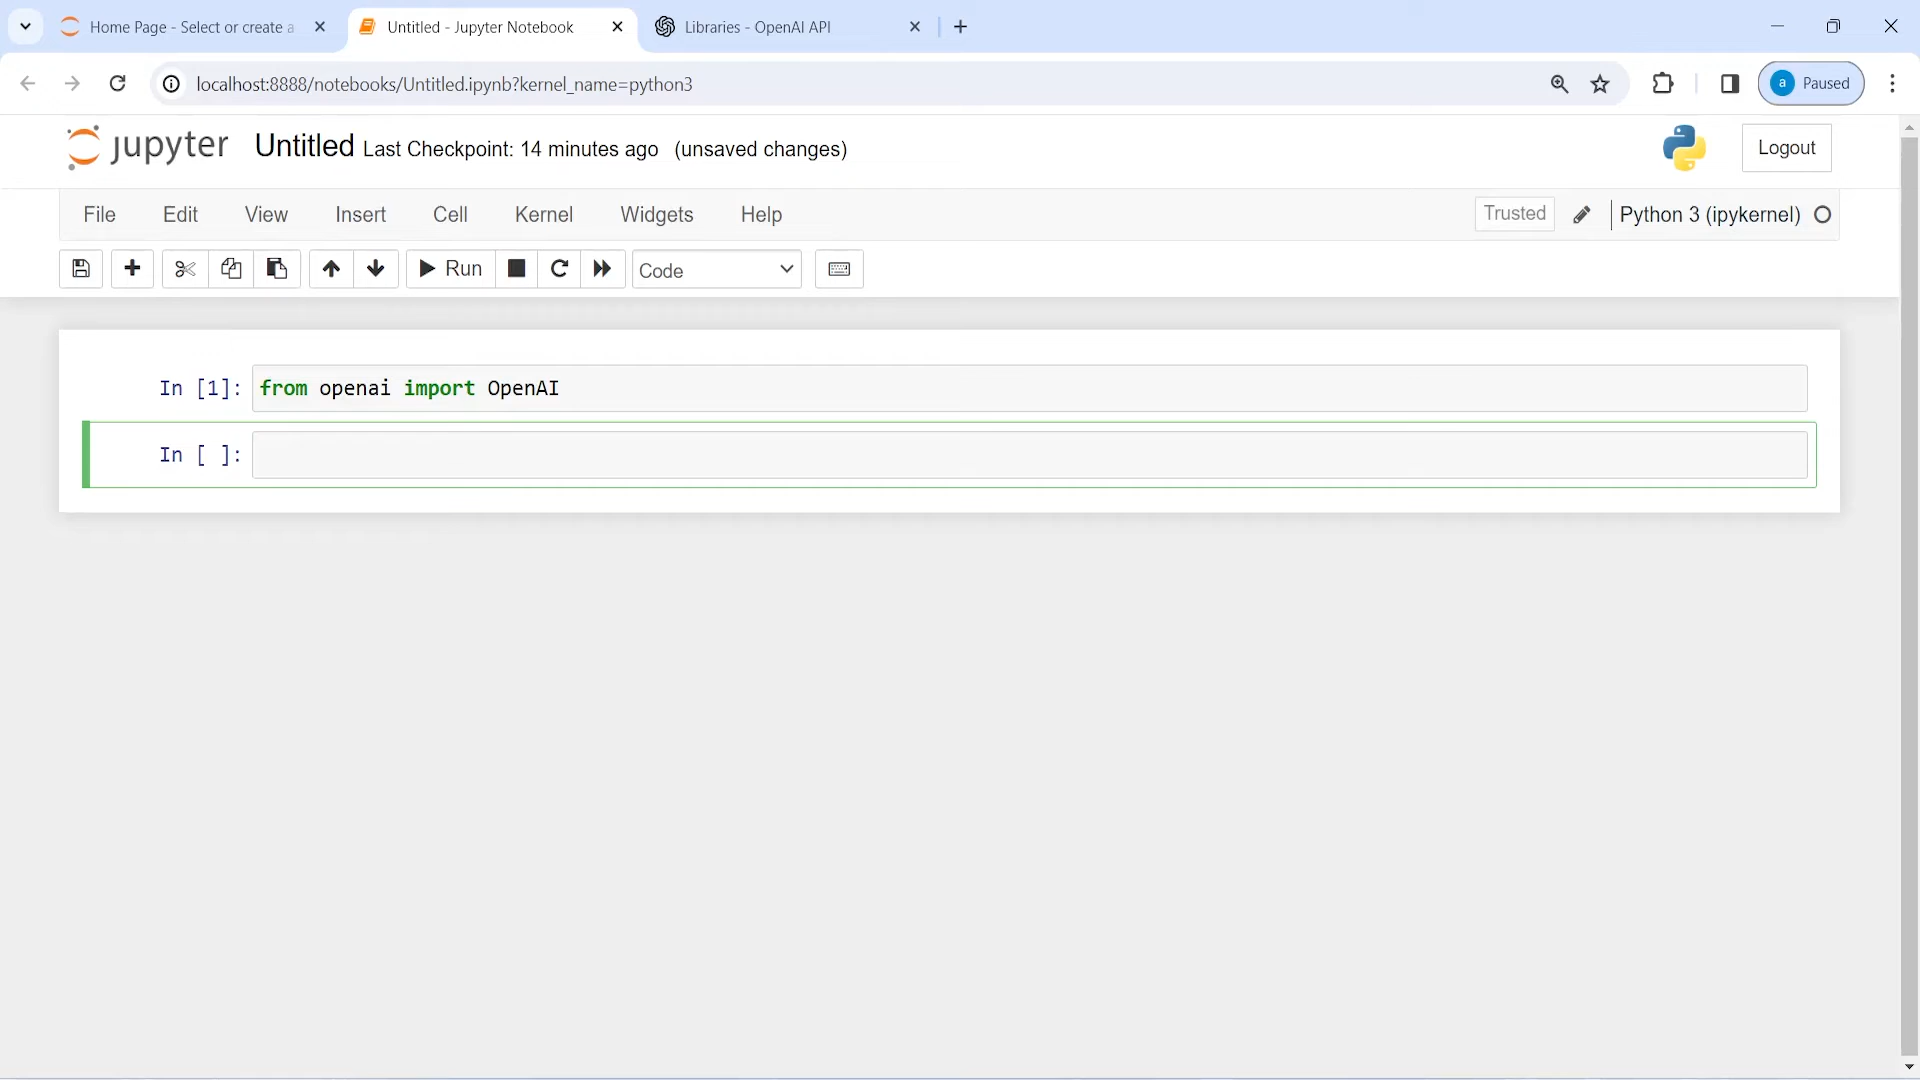 Home Page - Select or create a
Untitled - Jupyter Notebook
Libraries - OpenAI API
localhost:8888/notebooks/Untitled.ipynb?kernel_name=python3
a Paused
jupyter Untitled Last Checkpoint: 14 minutes ago (unsaved changes)
Logout
File Edit View Insert Cell Kernel Widgets Help
Trusted Python 3 (ipykernel)
Run Code
In [1]: from openai import OpenAI
In [ ]: